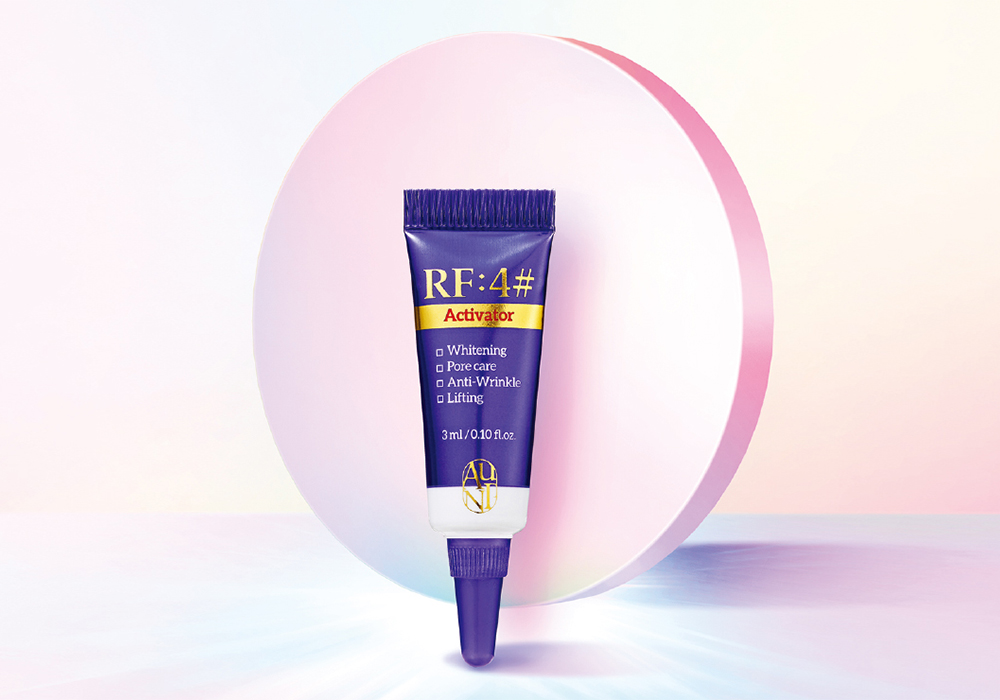 RF:4#
Activator
□ Whitening
□ Pore care
□ Anti-Wrinkle
□ Lifting
3 ml / 0.10 fl.oz.
AU
NI